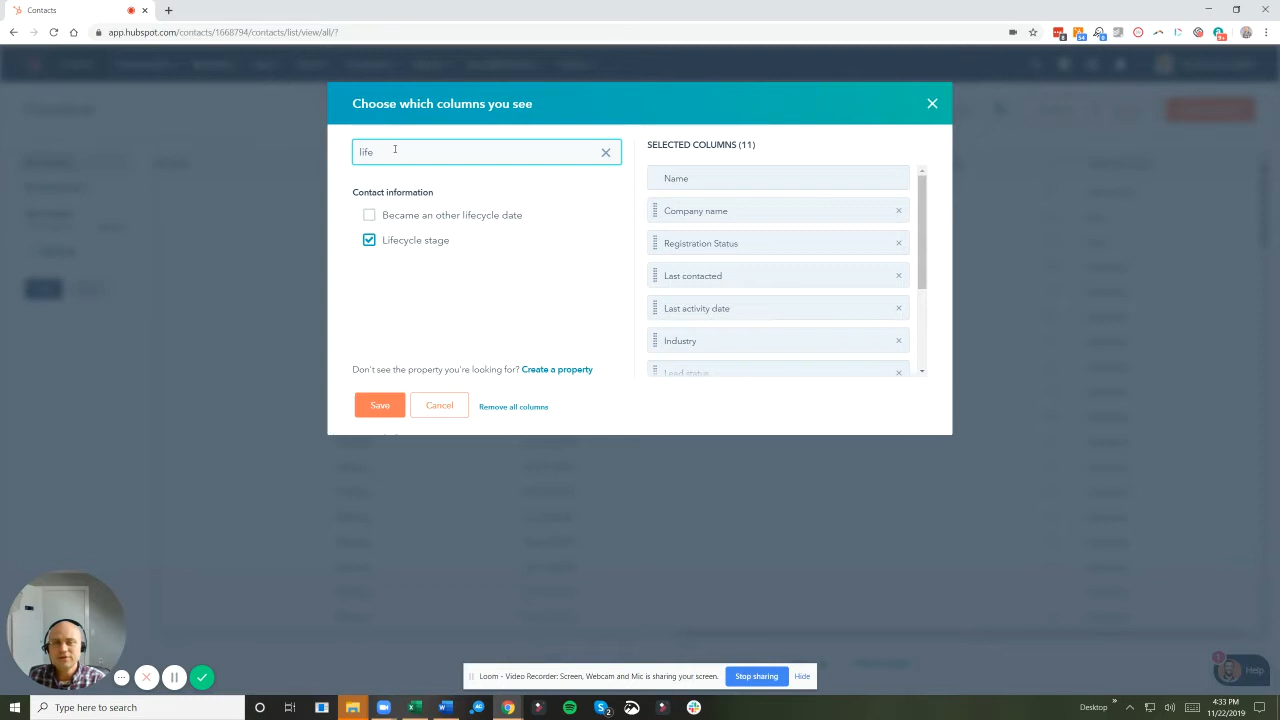 Contacts
app.hubspot.com/contacts/1668794/contacts/list/view/all/?
Choose which columns you see
life
Contact information
Became an other lifecycle date
Lifecycle stage
Don't see the property you're looking for? Create a property
Save
Cancel
Remove all columns
SELECTED COLUMNS (11)
Name
Company name
Registration Status
Last contacted
Last activity date
Industry
Lead status
Loom - Video Recorder: Screen, Webcam and Mic is sharing your screen.
Stop sharing
Hide
Help
Type here to search
Desktop
4:33 PM
11/22/2019